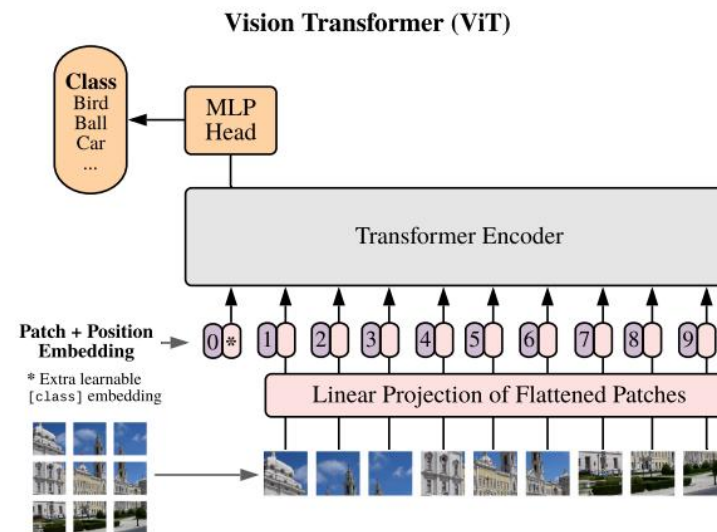 Vision Transformer (ViT)
Class
Bird
Ball
Car
...
MLP
Head
Transformer Encoder
Patch + Position
Embedding
0 * 1 2 3 4 5 6 7 8 9
* Extra learnable
[class] embedding
Linear Projection of Flattened Patches